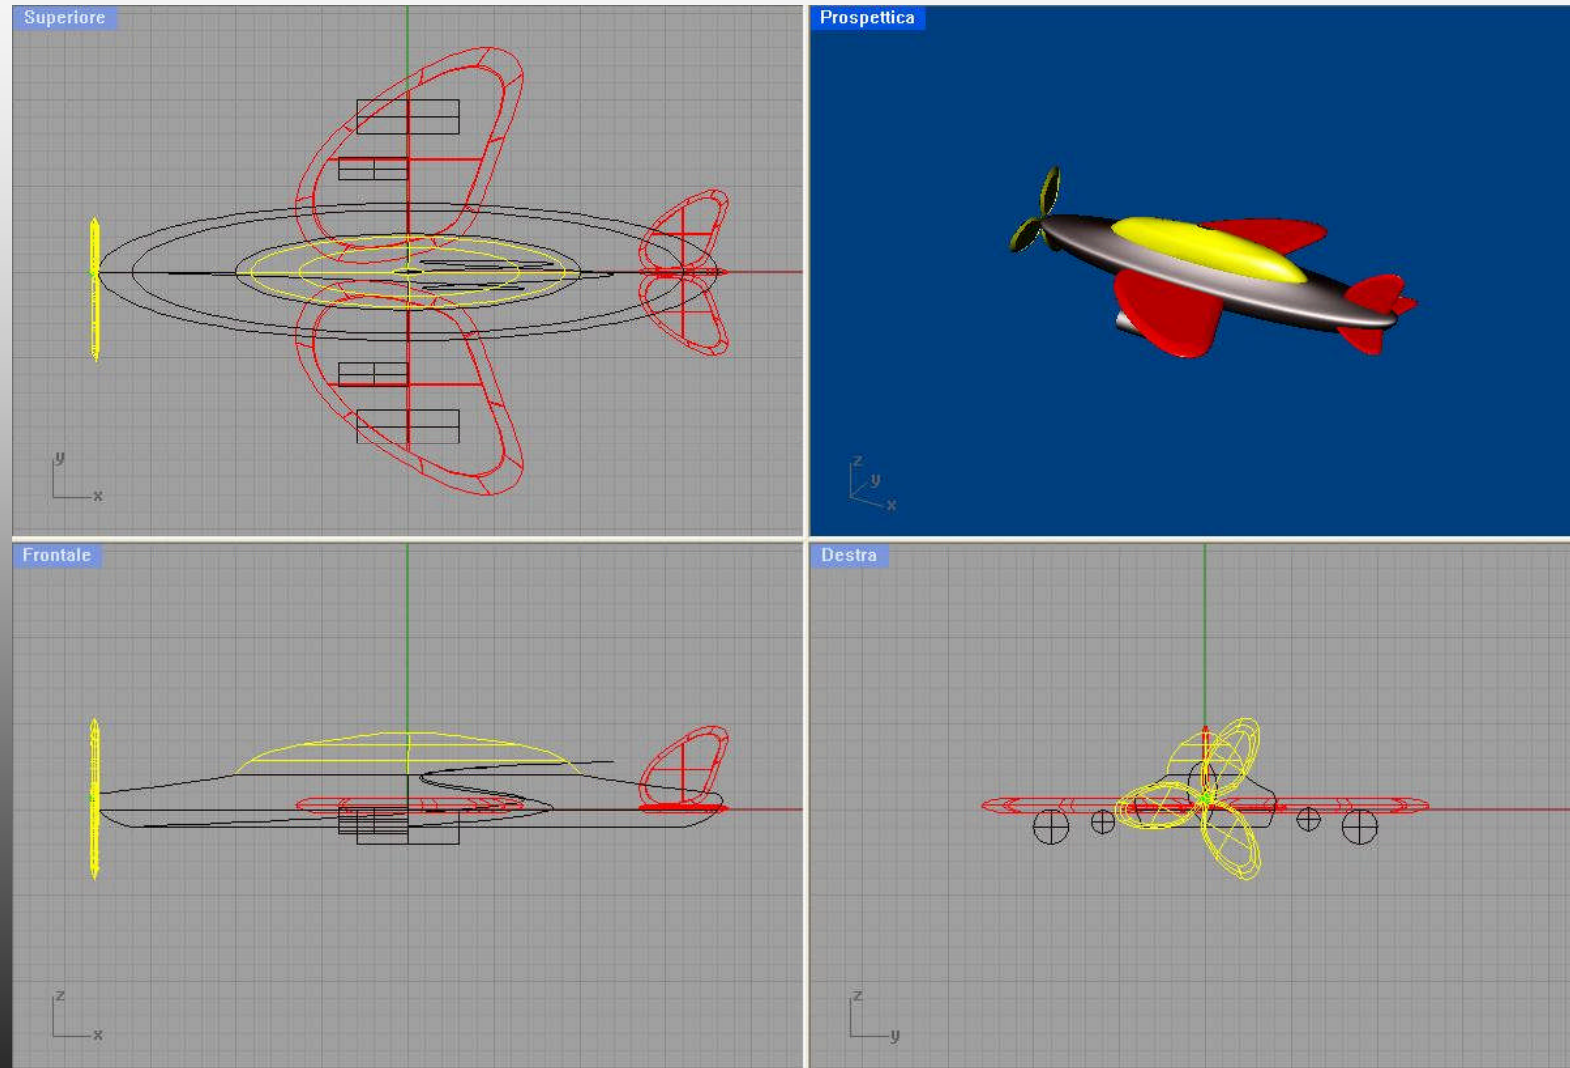 Superiore
Prospettica
y
x
z
y
x
Frontale
Destra
z
x
z
y